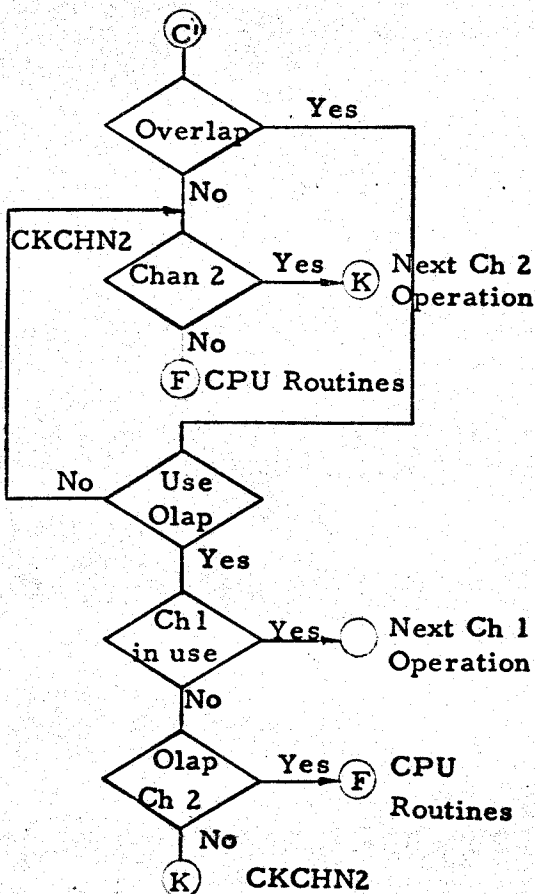 C"
Yes
Overlap
No
CKCHN2
Chan 2
Yes
K
Next Ch 2
Operation
No
F CPU Routines
No
Use
Olap
Yes
Ch 1
in use
Yes
Next Ch 1
Operation
No
Olap
Ch 2
Yes
F
CPU
Routines
No
K CKCHN2